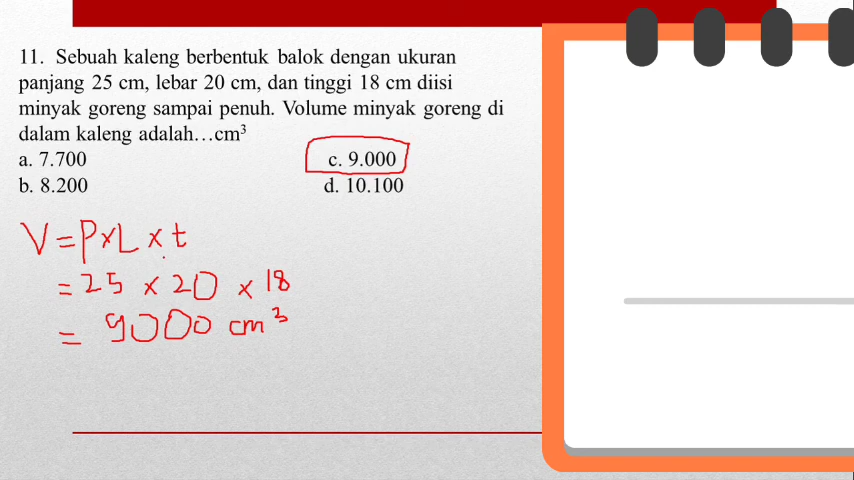 11. Sebuah kaleng berbentuk balok dengan ukuran
panjang 25 cm, lebar 20 cm, dan tinggi 18 cm diisi
minyak goreng sampai penuh. Volume minyak goreng di
dalam kaleng adalah…cm³
a. 7.700
c. 9.000
b. 8.200
d. 10.100
V = P x L x t
= 25 x 20 x 18
= 9000 cm³